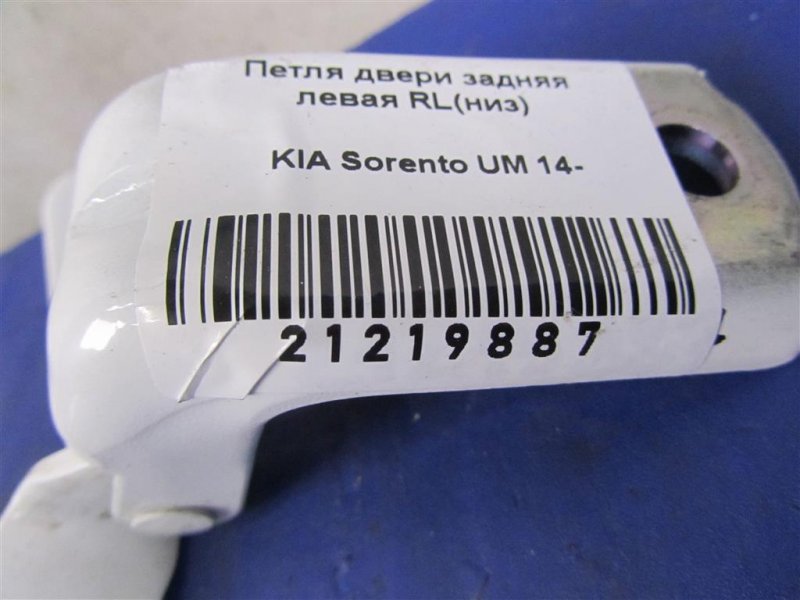 Петля двери задняя
левая RL(низ)
KIA Sorento UM 14-
21219887